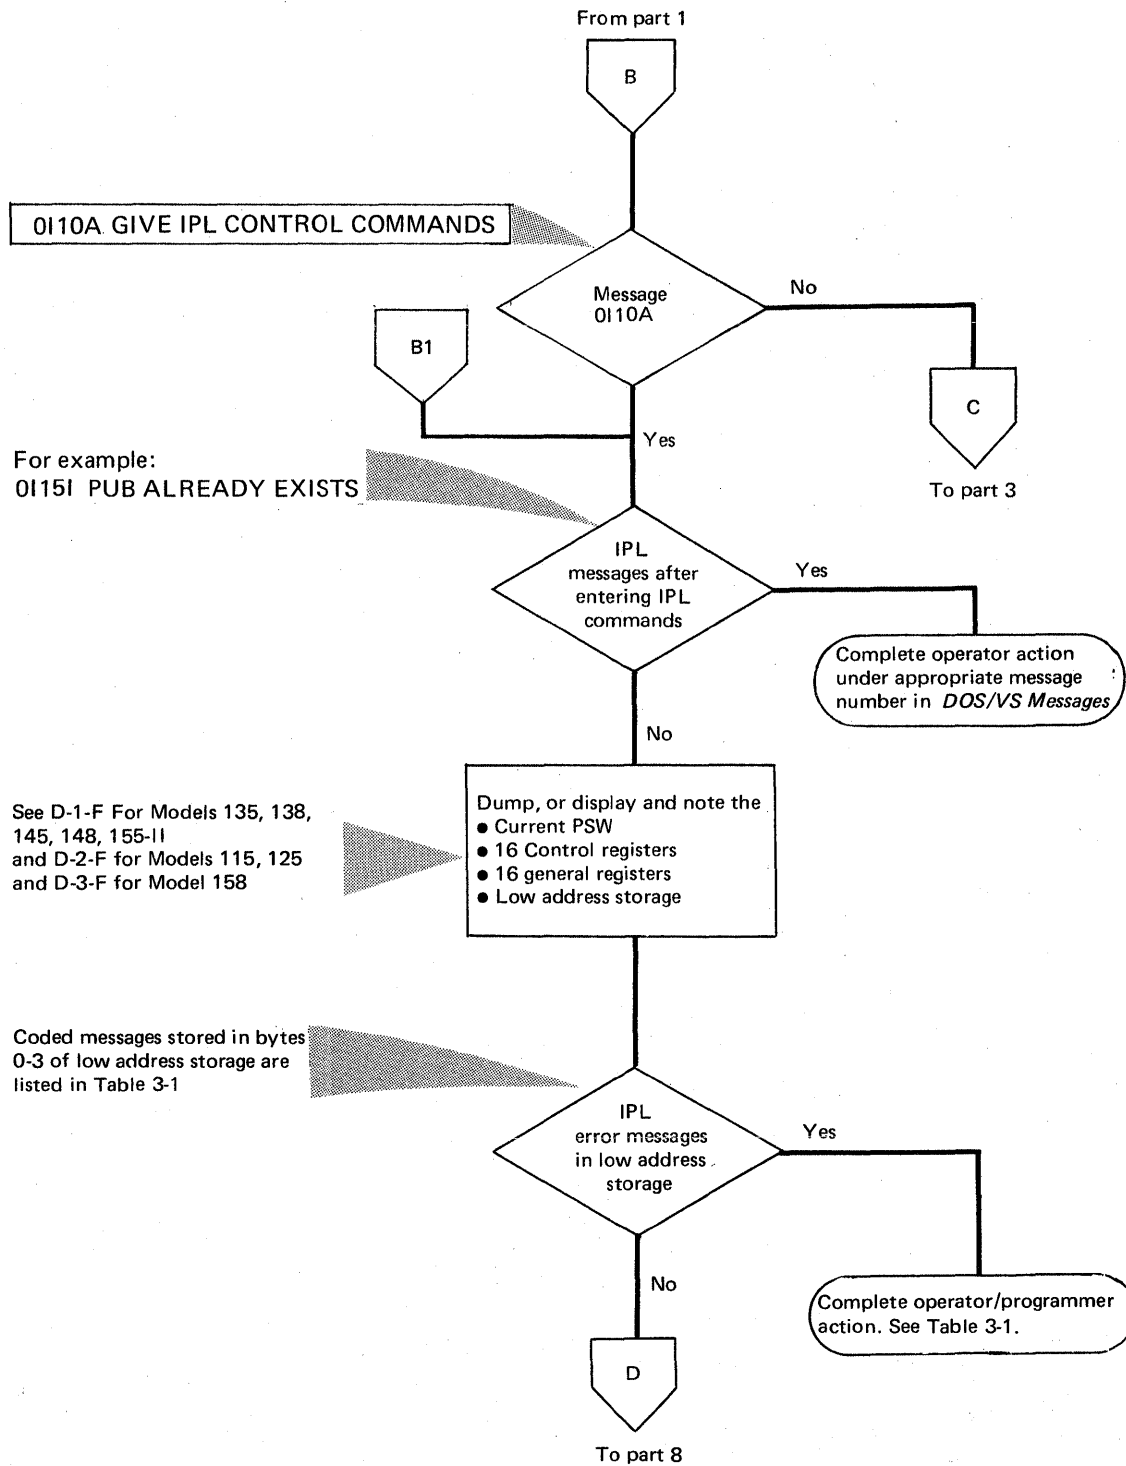 From part 1
B
0I10A GIVE IPL CONTROL COMMANDS
Message
0I10A
No
B1
C
Yes
To part 3
For example:
0I15I PUB ALREADY EXISTS
IPL
messages after
entering IPL
commands
Yes
Complete operator action
under appropriate message
number in DOS/VS Messages
No
See D-1-F For Models 135, 138,
145, 148, 155-II
and D-2-F for Models 115, 125
and D-3-F for Model 158
Dump, or display and note the
● Current PSW
● 16 Control registers
● 16 general registers
● Low address storage
Coded messages stored in bytes
0-3 of low address storage are
listed in Table 3-1
IPL
error messages
in low address
storage
Yes
No
Complete operator/programmer
action. See Table 3-1.
D
To part 8